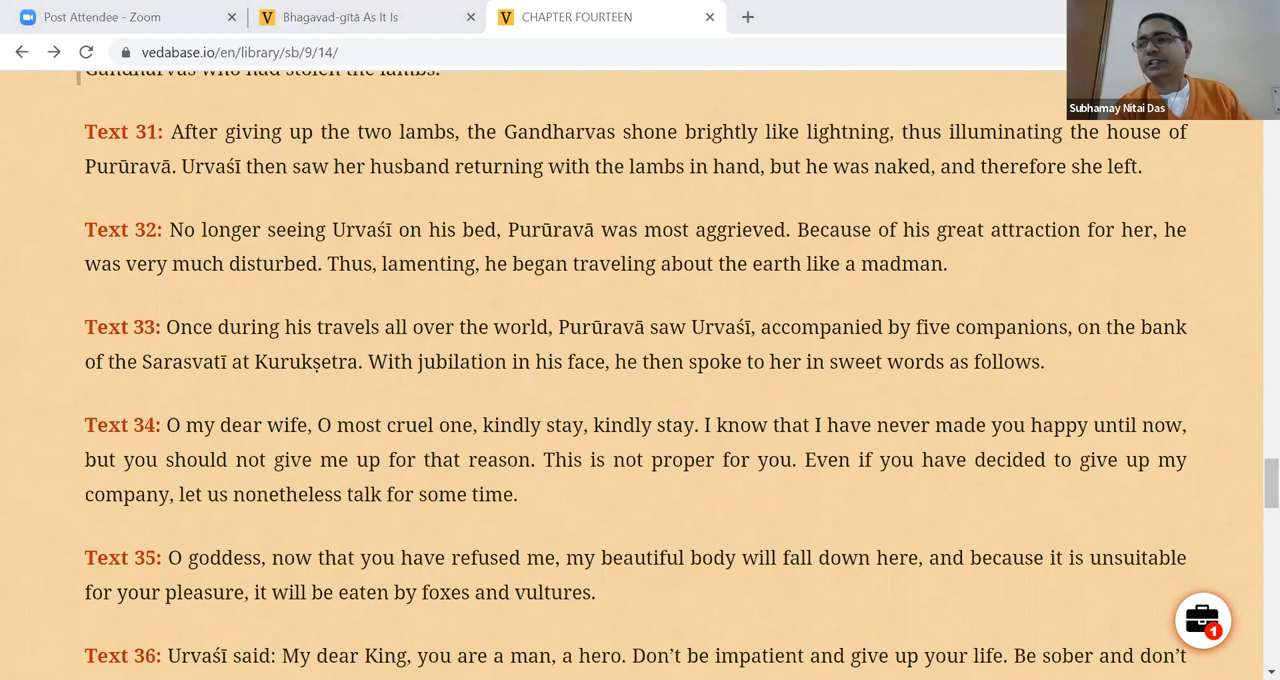 Post Attendee - Zoom
Bhagavad-gītā As It Is
CHAPTER FOURTEEN
vedabase.io/en/library/sb/9/14/
Subhamay Nitai Das
Gandharvas who had stolen the lambs.
Text 31: After giving up the two lambs, the Gandharvas shone brightly like lightning, thus illuminating the house of
Purūravā. Urvaśī then saw her husband returning with the lambs in hand, but he was naked, and therefore she left.
Text 32: No longer seeing Urvaśī on his bed, Purūravā was most aggrieved. Because of his great attraction for her, he
was very much disturbed. Thus, lamenting, he began traveling about the earth like a madman.
Text 33: Once during his travels all over the world, Purūravā saw Urvaśī, accompanied by five companions, on the bank
of the Sarasvatī at Kurukṣetra. With jubilation in his face, he then spoke to her in sweet words as follows.
Text 34: O my dear wife, O most cruel one, kindly stay, kindly stay. I know that I have never made you happy until now,
but you should not give me up for that reason. This is not proper for you. Even if you have decided to give up my
company, let us nonetheless talk for some time.
Text 35: O goddess, now that you have refused me, my beautiful body will fall down here, and because it is unsuitable
for your pleasure, it will be eaten by foxes and vultures.
1
Text 36: Urvaśī said: My dear King, you are a man, a hero. Don’t be impatient and give up your life. Be sober and don’t